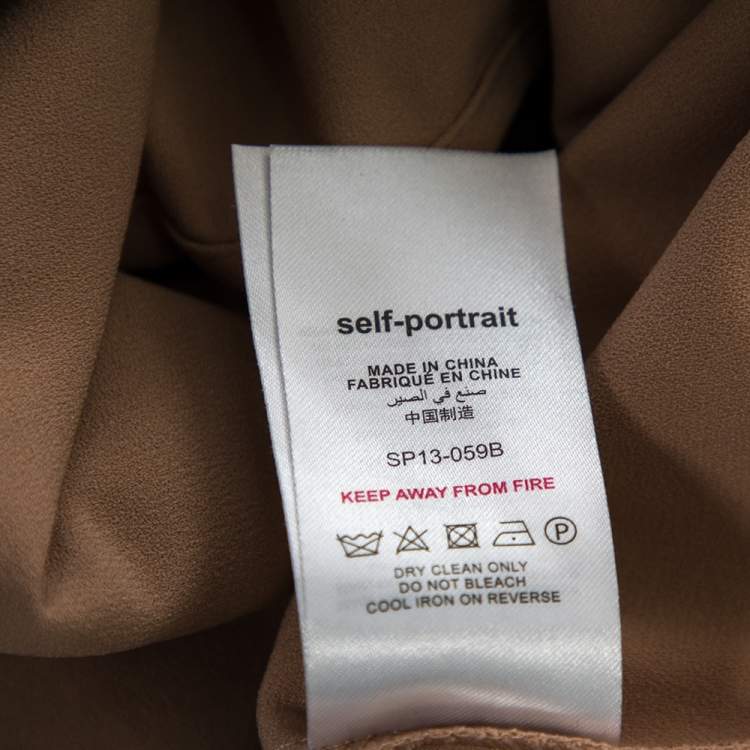 self-portrait
MADE IN CHINA
FABRIQUÉ EN CHINE
صنع في الصير
中国制造
SP13-059B
KEEP AWAY FROM FIRE
P
DRY CLEAN ONLY
DO NOT BLEACH
COOL IRON ON REVERSE